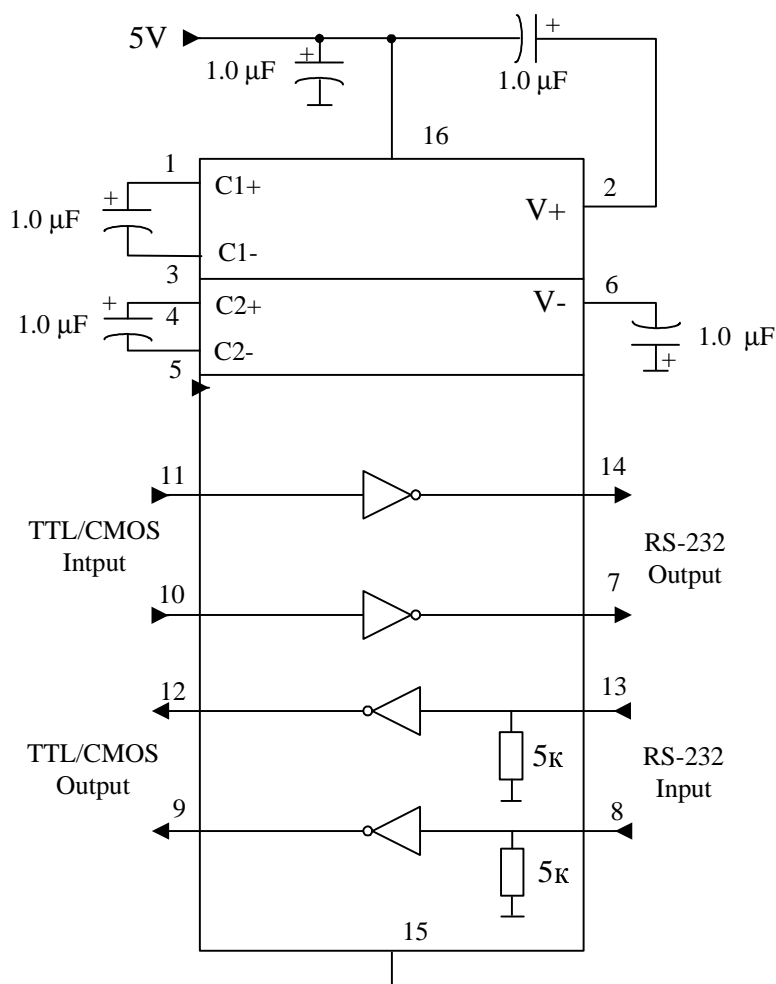 5V
+
+
1.0 µF
1.0 µF
16
1
2
C1+
+
V+
1.0 µF
C1-
3
6
+
C2+
V-
4
1.0 µF
1.0 µF
C2-
+
5
11
14
TTL/CMOS
Intput
RS-232
Output
10
7
12
13
TTL/CMOS
Output
5к
RS-232
Input
9
8
5к
15